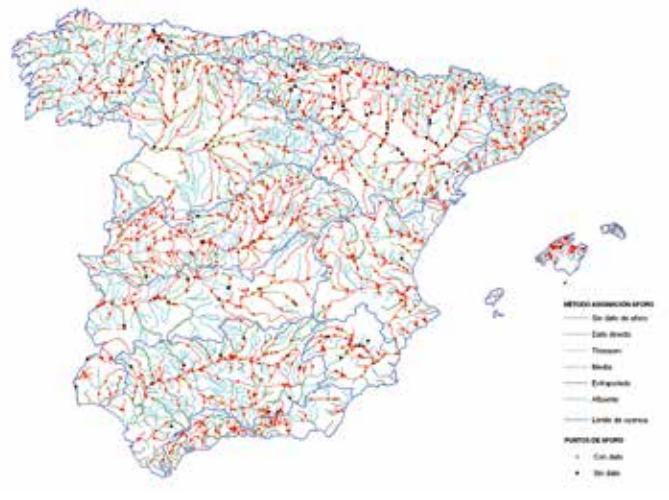 MÉTODO ASIGNACIÓN AFORO
Sin dato de aforo
Dato directo
Thiessen
Media
Extrapolado
Afluente
Límite de cuenca
PUNTOS DE AFORO
Con dato
Sin dato